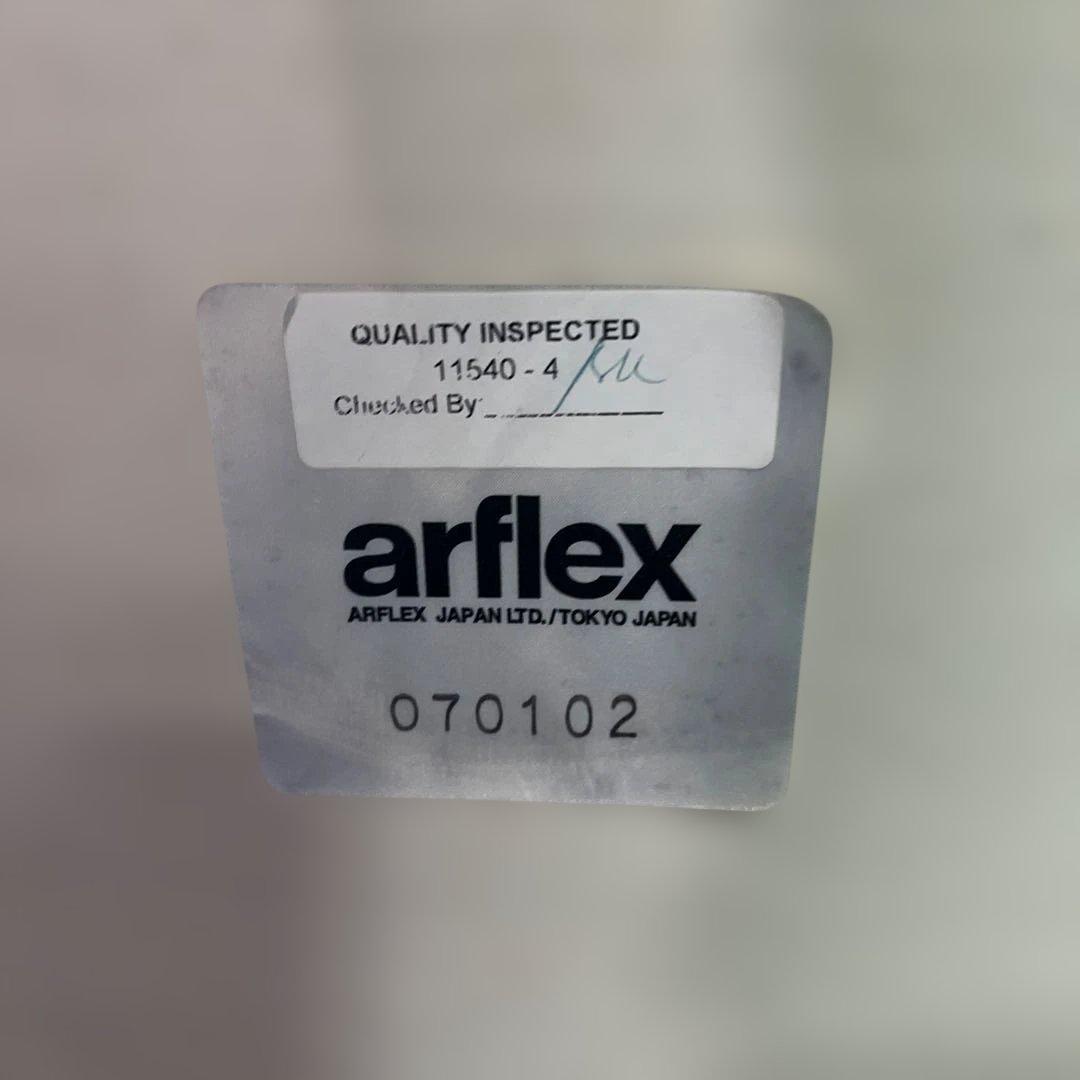 QUALITY INSPECTED
11540 - 4
Checked By:
arflex
ARFLEX JAPAN LTD./TOKYO JAPAN
070102